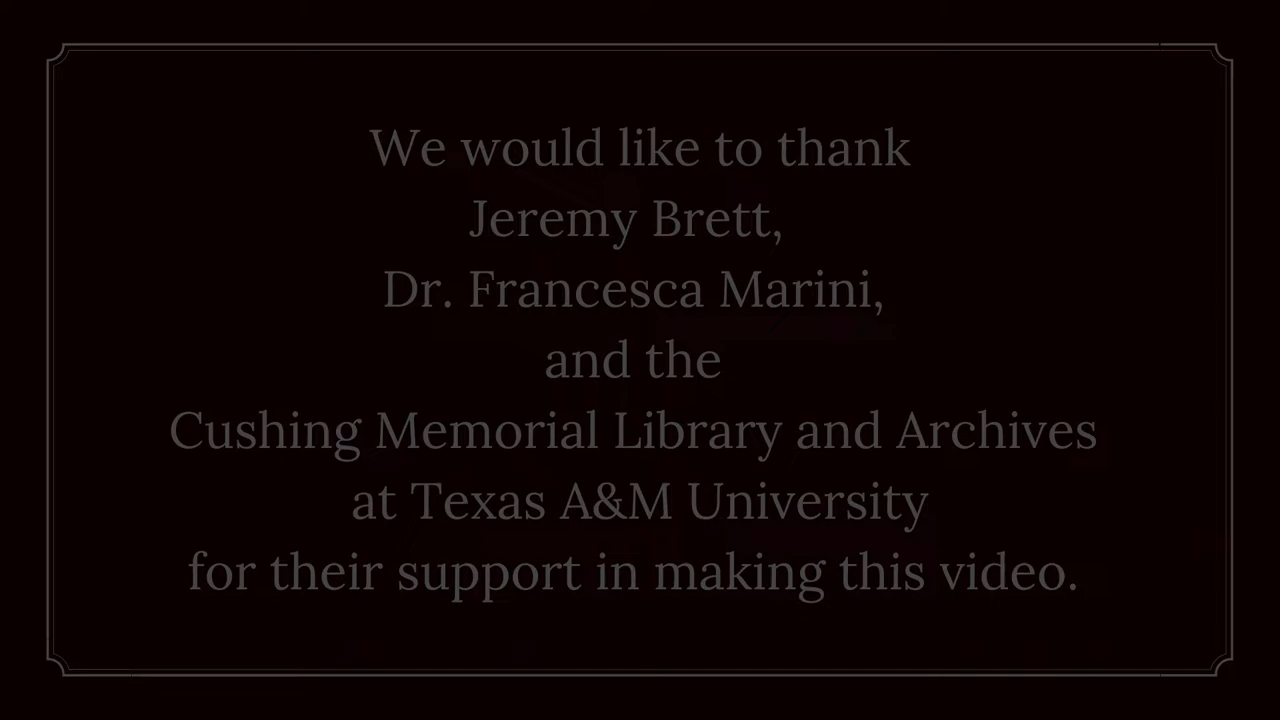 We would like to thank
Jeremy Brett,
Dr. Francesca Marini,
and the
Cushing Memorial Library and Archives
at Texas A&M University
for their support in making this video.